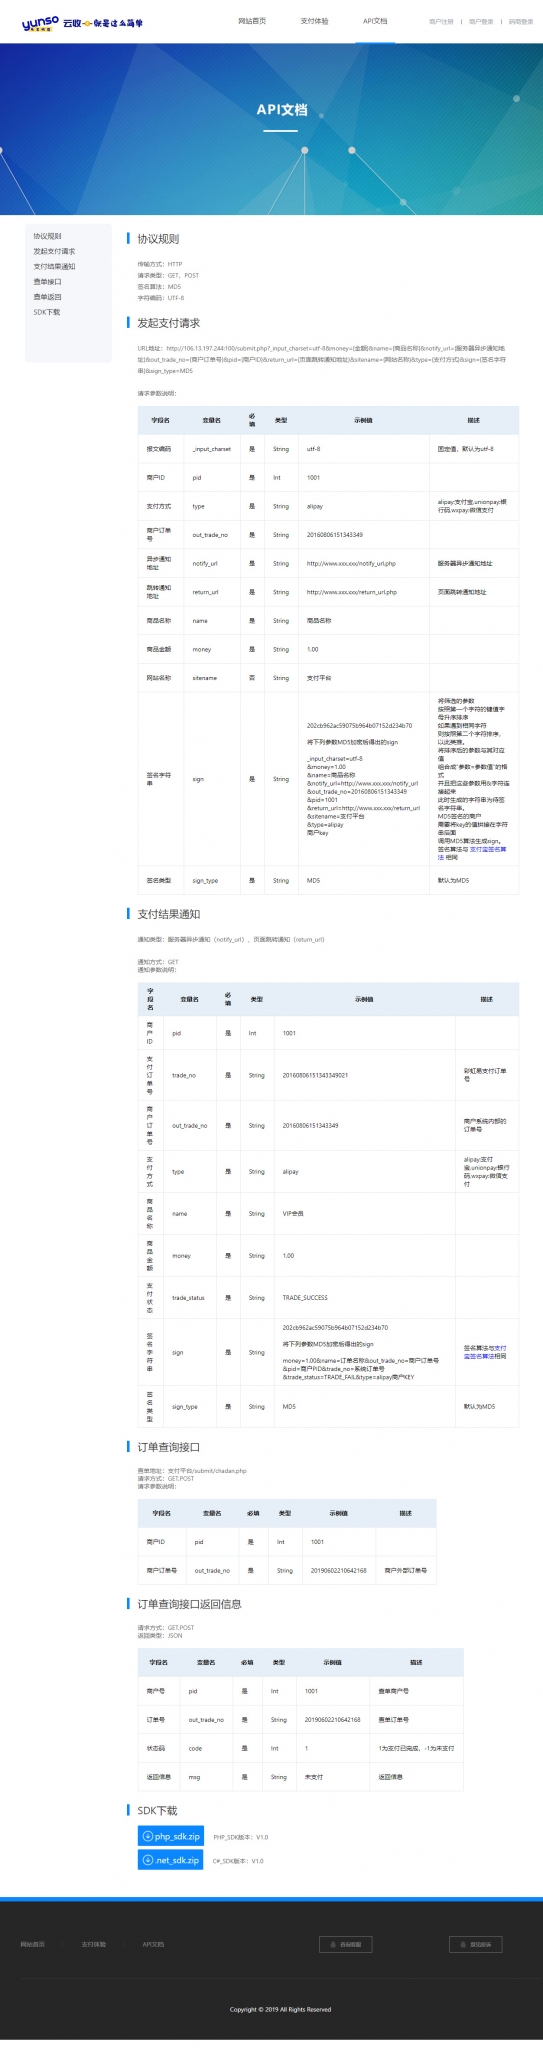 yunso 云收 就是这么简单
网站首页 支付体验 API文档 商户注册 | 商户登录 | 码商登录
API文档
协议规则
发起支付请求
支付结果通知
查单接口
查单返回
SDK下载
协议规则
传输方式：HTTP
请求类型：GET，POST
签名算法：MD5
字符编码：UTF-8
发起支付请求
URL地址：http://106.13.197.244:100/submit.php?_input_charset=utf-8&money={金额}&name={商品名称}&notify_url={服务器异步通知地
址}&out_trade_no={商户订单号}&pid={商户ID}&return_url={页面跳转通知地址}&sitename={网站名称}&type={支付方式}&sign={签名字符
串}&sign_type=MD5
请求参数说明：
字段名 变量名 必填 类型 示例值 描述
报文编码 _input_charset 是 String utf-8 固定值，默认为utf-8
商户ID pid 是 Int 1001
支付方式 type 是 String alipay alipay:支付宝,unionpay:银
行码,wxpay:微信支付
商户订单
号 out_trade_no 是 String 20160806151343349
异步通知
地址 notify_url 是 String http://www.xxx.xxx/notify_url.php 服务器异步通知地址
跳转通知
地址 return_url 是 String http://www.xxx.xxx/return_url.php 页面跳转通知地址
商品名称 name 是 String 商品名称
商品金额 money 是 String 1.00
网站名称 sitename 否 String 支付平台
签名字符
串 sign 是 String
202cb962ac59075b964b07152d234b70
将下列参数MD5加密后得出的sign
_input_charset=utf-8
&money=1.00
&name=商品名称
&notify_url=http://www.xxx.xxx/notify_url
&out_trade_no=20160806151343349
&pid=1001
&return_url=http://www.xxx.xxx/return_url
&sitename=支付平台
&type=alipay
商户key
将筛选的参数
按照第一个字符的键值字
母升序排序
如果遇到相同字符
则按照第二个字符排序，
以此类推。
将排序后的参数与其对应
值
组合成"参数=参数值"的格
式
并且把这些参数用&字符连
接起来
此时生成的字符串为待签
名字符串。
MD5签名的商户
需要将key的值拼接在字符
串后面
调用MD5算法生成sign。
签名算法与 支付宝签名算
法 相同
签名类型 sign_type 是 String MD5 默认为MD5
支付结果通知
通知类型：服务器异步通知（notify_url）、页面跳转通知（return_url）
通知方式：GET
通知参数说明：
字段名 变量名 必填 类型 示例值 描述
商户ID pid 是 Int 1001
支付订单号 trade_no 是 String 20160806151343349021 彩虹易支付订单
号
商户订单号 out_trade_no 是 String 20160806151343349 商户系统内部的
订单号
支付方式 type 是 String alipay alipay:支付
宝,unionpay:银行
码,wxpay:微信支
付
商品名称 name 是 String VIP会员
商品金额 money 是 String 1.00
支付状态 trade_status 是 String TRADE_SUCCESS
签名字符串 sign 是 String
202cb962ac59075b964b07152d234b70
将下列参数MD5加密后得出的sign
money=1.00&name=订单名称&out_trade_no=商户订单号
&pid=商户PID&trade_no=系统订单号
&trade_status=TRADE_FAIL&type=alipay商户KEY
签名算法与支付
宝签名算法相同
签名类型 sign_type 是 String MD5 默认为MD5
订单查询接口
查单地址：支付平台/submit/chadan.php
请求方式：GET,POST
请求参数说明：
字段名 变量名 必填 类型 示例值 描述
商户ID pid 是 Int 1001
商户订单号 out_trade_no 是 String 20190602210642168 商户外部订单号
订单查询接口返回信息
请求方式：GET,POST
返回类型：JSON
字段名 变量名 必填 类型 示例值 描述
商户号 pid 是 Int 1001 查单商户号
订单号 out_trade_no 是 String 20190602210642168 查单订单号
状态码 code 是 Int 1 1为支付已完成，-1为未支付
返回信息 msg 是 String 未支付 返回信息
SDK下载
php_sdk.zip PHP_SDK版本：V1.0
.net_sdk.zip C#_SDK版本：V1.0
网站首页 支付体验 API文档
Copyright © 2019 All Rights Reserved